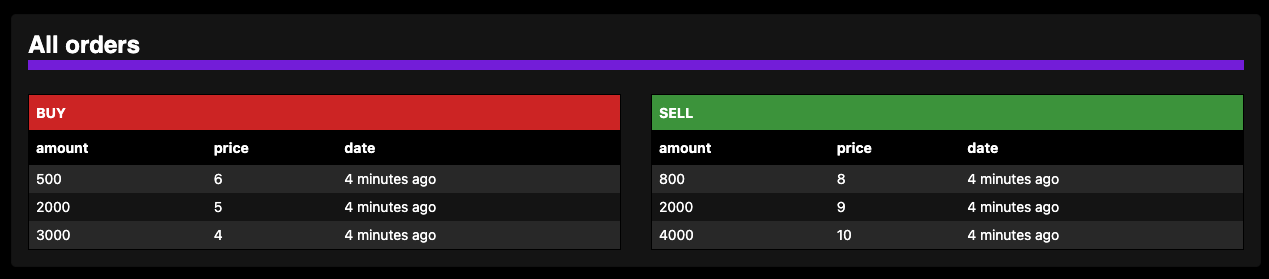 All orders
BUY
amount price date
500 6 4 minutes ago
2000 5 4 minutes ago
3000 4 4 minutes ago
SELL
amount price date
800 8 4 minutes ago
2000 9 4 minutes ago
4000 10 4 minutes ago